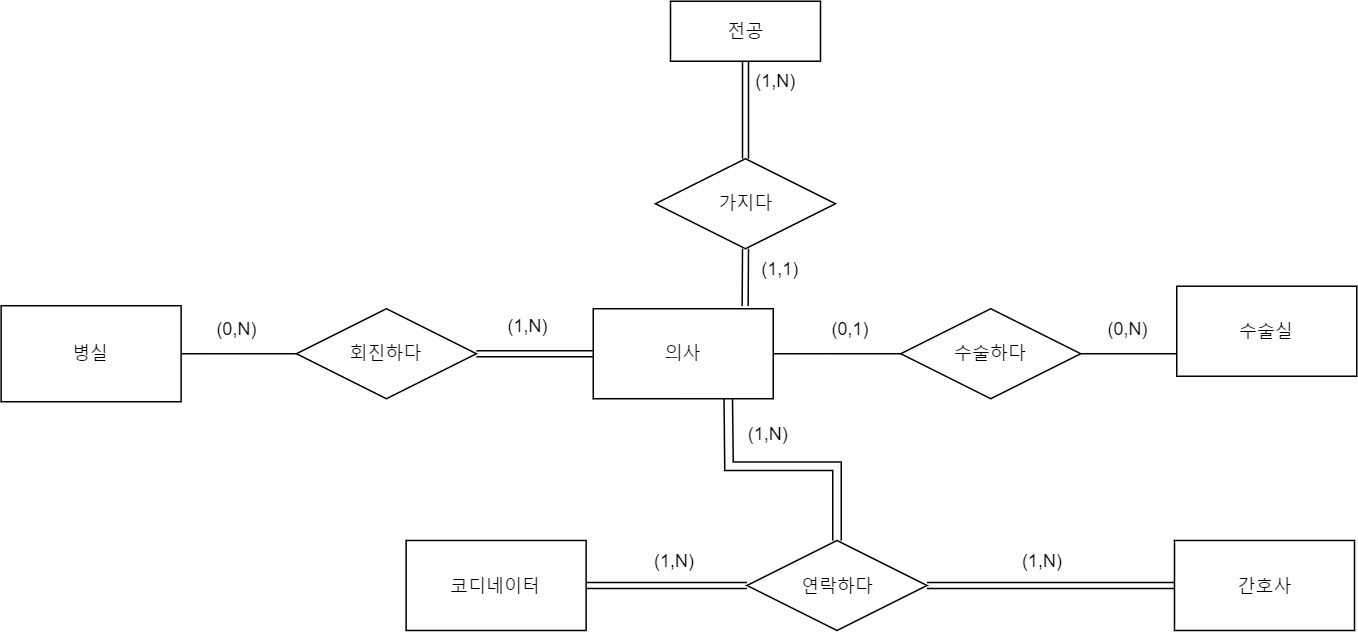 전공
(1,N)
가지다
(1,1)
병실
(0,N)
회진하다
(1,N)
의사
(0,1)
수술하다
(0,N)
수술실
(1,N)
코디네이터
(1,N)
연락하다
(1,N)
간호사